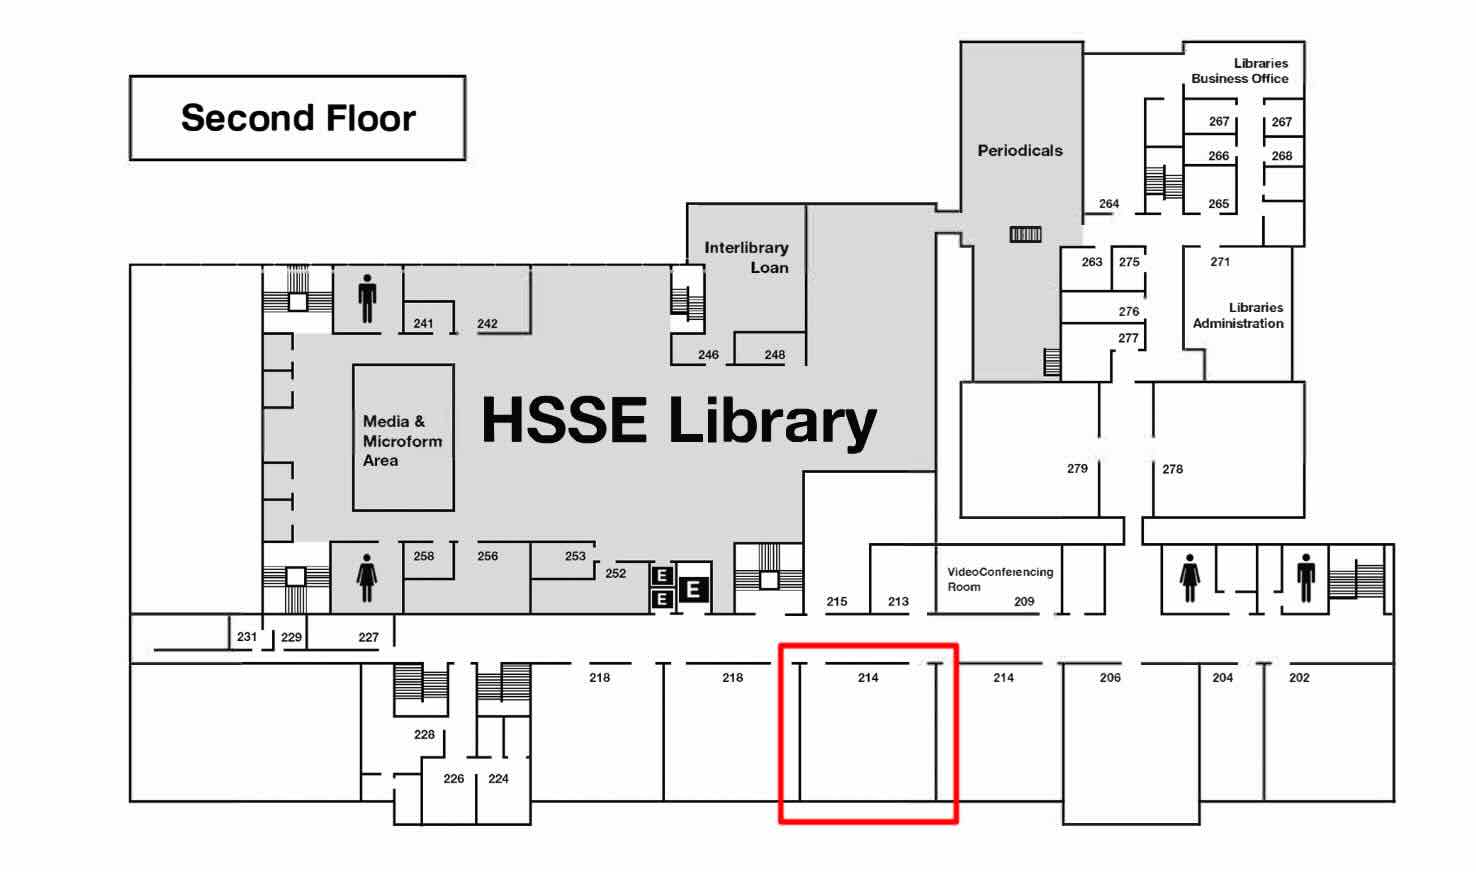 Second Floor
Libraries
Business Office
267
267
266
268
265
264
Periodicals
Interlibrary
Loan
263
275
271
276
277
Libraries
Administration
241
242
246
248
HSSE Library
Media &
Microform
Area
279
278
258
256
253
252
E
E
E
VideoConferencing
Room
215
213
209
231
229
227
218
218
214
214
206
204
202
228
226
224